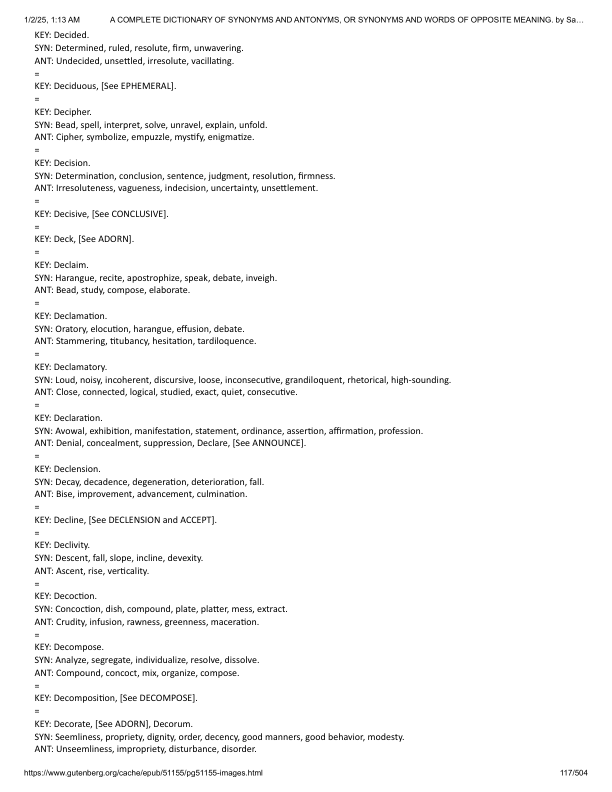 1/2/25, 1:13 AM A COMPLETE DICTIONARY OF SYNONYMS AND ANTONYMS, OR SYNONYMS AND WORDS OF OPPOSITE MEANING. by Sa…
KEY: Decided.
SYN: Determined, ruled, resolute, firm, unwavering.
ANT: Undecided, unsettled, irresolute, vacillating.
=
KEY: Deciduous, [See EPHEMERAL].
=
KEY: Decipher.
SYN: Bead, spell, interpret, solve, unravel, explain, unfold.
ANT: Cipher, symbolize, empuzzle, mystify, enigmatize.
=
KEY: Decision.
SYN: Determination, conclusion, sentence, judgment, resolution, firmness.
ANT: Irresoluteness, vagueness, indecision, uncertainty, unsettlement.
=
KEY: Decisive, [See CONCLUSIVE].
=
KEY: Deck, [See ADORN].
=
KEY: Declaim.
SYN: Harangue, recite, apostrophize, speak, debate, inveigh.
ANT: Bead, study, compose, elaborate.
=
KEY: Declamation.
SYN: Oratory, elocution, harangue, effusion, debate.
ANT: Stammering, titubancy, hesitation, tardiloquence.
=
KEY: Declamatory.
SYN: Loud, noisy, incoherent, discursive, loose, inconsecutive, grandiloquent, rhetorical, high-sounding.
ANT: Close, connected, logical, studied, exact, quiet, consecutive.
=
KEY: Declaration.
SYN: Avowal, exhibition, manifestation, statement, ordinance, assertion, affirmation, profession.
ANT: Denial, concealment, suppression, Declare, [See ANNOUNCE].
=
KEY: Declension.
SYN: Decay, decadence, degeneration, deterioration, fall.
ANT: Bise, improvement, advancement, culmination.
=
KEY: Decline, [See DECLENSION and ACCEPT].
=
KEY: Declivity.
SYN: Descent, fall, slope, incline, devexity.
ANT: Ascent, rise, verticality.
=
KEY: Decoction.
SYN: Concoction, dish, compound, plate, platter, mess, extract.
ANT: Crudity, infusion, rawness, greenness, maceration.
=
KEY: Decompose.
SYN: Analyze, segregate, individualize, resolve, dissolve.
ANT: Compound, concoct, mix, organize, compose.
=
KEY: Decomposition, [See DECOMPOSE].
=
KEY: Decorate, [See ADORN], Decorum.
SYN: Seemliness, propriety, dignity, order, decency, good manners, good behavior, modesty.
ANT: Unseemliness, impropriety, disturbance, disorder.
https://www.gutenberg.org/cache/epub/51155/pg51155-images.html 117/504